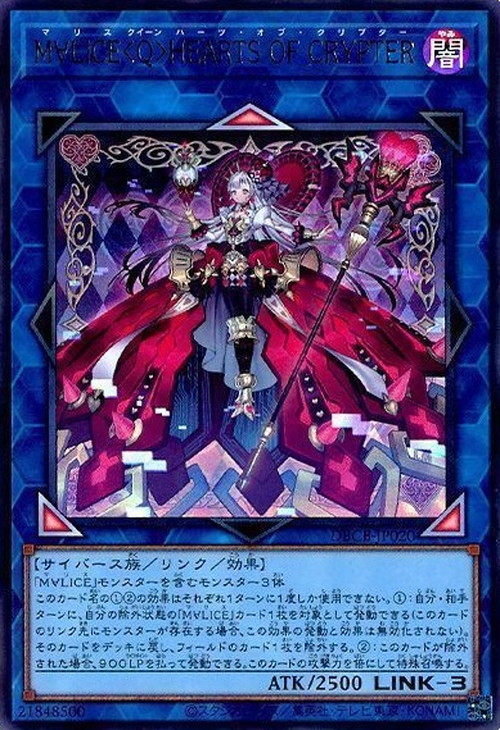 マリス クイーン ハーツ・オブ・クリプター
M∀LICE<Q>HEARTS OF CRYPTER
やみ
闇
DBCB-JP020
【サイバース族／リンク／効果】
「M∀LICE」モンスターを含むモンスター3体
このカード名の①②の効果はそれぞれ1ターンに1度しか使用できない。①：自分・相手
ターンに、自分の除外状態の「M∀LICE」カード1枚を対象として発動できる(このカード
のリンク先にモンスターが存在する場合、この効果の発動と効果は無効化されない)。
そのカードをデッキに戻し、フィールドのカード1枚を除外する。②：このカードが除外
された場合、900LPを払って発動できる。このカードの攻撃力を倍にして特殊召喚する。
ATK/2500 LINK-3
21848500
©スタジオ・ダイス/集英社・テレビ東京・KONAMI